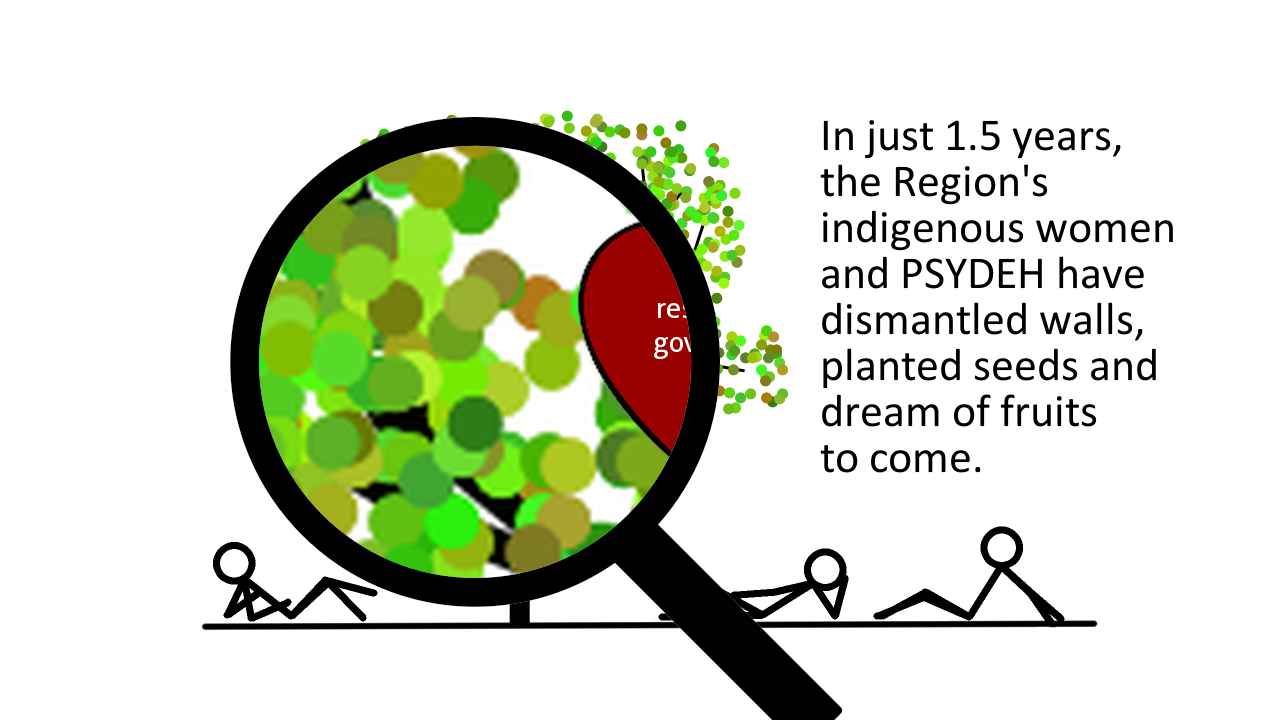 In just 1.5 years,
the Region's
indigenous women
and PSYDEH have
dismantled walls,
planted seeds and
dream of fruits
to come.